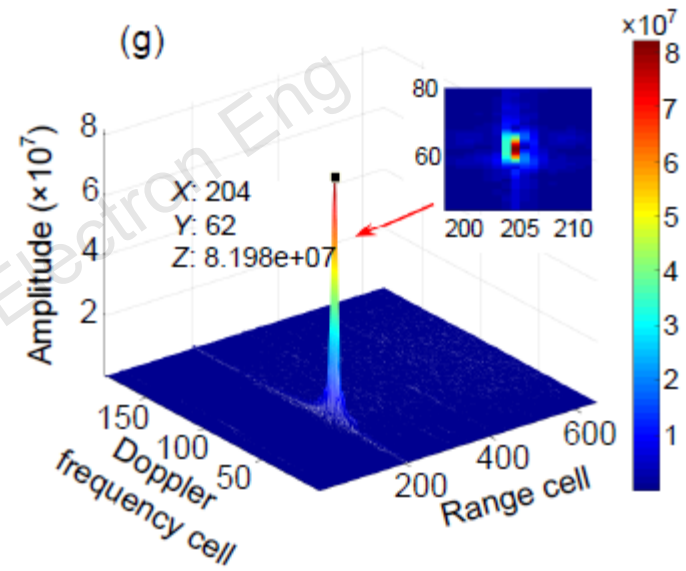 (g)
×10⁷
Electron Eng
X: 204
Y: 62
Z: 8.198e+07
Amplitude (×10⁷)
8
6
4
2
80
60
200 205 210
8
7
6
5
4
3
2
1
150
100
50
Doppler
frequency cell
200
400
600
Range cell